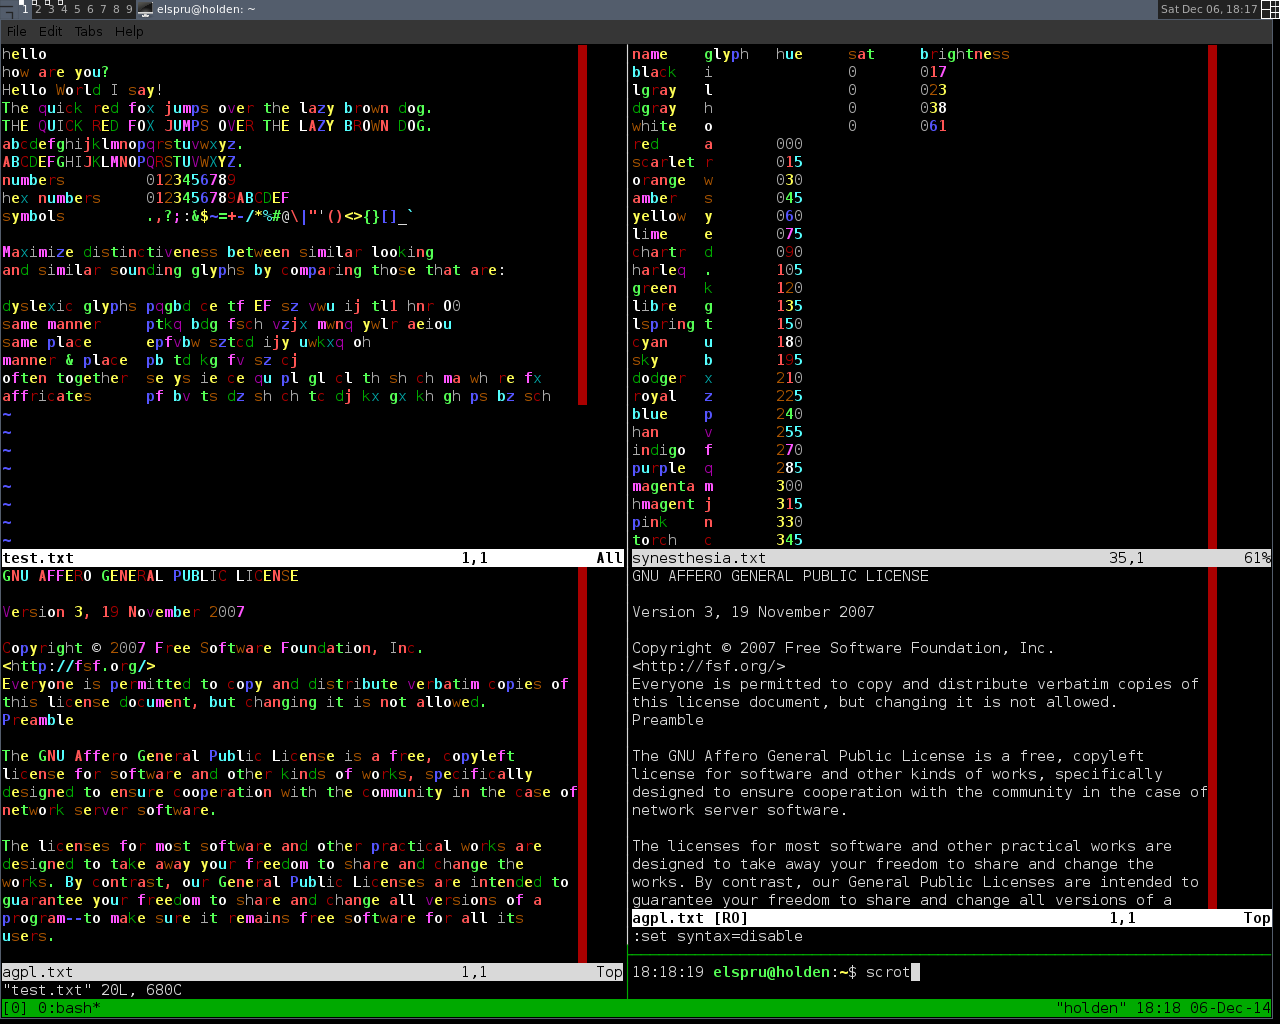 1 2 3 4 5 6 7 8 9 elspru@holden: ~ Sat Dec 06, 18:17
File Edit Tabs Help
hello
how are you?
Hello World I say!
The quick red fox jumps over the lazy brown dog.
THE QUICK RED FOX JUMPS OVER THE LAZY BROWN DOG.
abcdefghijklmnopqrstuvwxyz.
ABCDEFGHIJKLMNOPQRSTUVWXYZ.
numbers 0123456789
hex numbers 0123456789ABCDEF
symbols .,?;:&$~=+-/*%#@\|"'()<>{}[]_`
Maximize distinctiveness between similar looking
and similar sounding glyphs by comparing those that are:
dyslexic glyphs pqgbd ce tf EF sz vwu ij tl1 hnr O0
same manner ptkq bdg fsch vzjx mwnq ywlr aeiou
same place epfvbw sztcd ijy uwkxq oh
manner & place pb td kg fv sz cj
often together se ys ie ce qu pl gl cl th sh ch ma wh re fx
affricates pf bv ts dz sh ch tc dj kx gx kh gh ps bz sch
~
~
~
~
~
~
~
~
test.txt 1,1 All
name glyph hue sat brightness
black i 0 017
lgray l 0 023
dgray h 0 038
white o 0 061
red a 000
scarlet r 015
orange w 030
amber s 045
yellow y 060
lime e 075
chartr d 090
harleq . 105
green k 120
libre g 135
lspring t 150
cyan u 180
sky b 195
dodger x 210
royal z 225
blue p 240
han v 255
indigo f 270
purple q 285
magenta m 300
hmagent j 315
pink n 330
torch c 345
synesthesia.txt 35,1 61%
GNU AFFERO GENERAL PUBLIC LICENSE
Version 3, 19 November 2007
Copyright © 2007 Free Software Foundation, Inc.
<http://fsf.org/>
Everyone is permitted to copy and distribute verbatim copies of
this license document, but changing it is not allowed.
Preamble
The GNU Affero General Public License is a free, copyleft
license for software and other kinds of works, specifically
designed to ensure cooperation with the community in the case of
network server software.
The licenses for most software and other practical works are
designed to take away your freedom to share and change the
works. By contrast, our General Public Licenses are intended to
guarantee your freedom to share and change all versions of a
program--to make sure it remains free software for all its
users.
agpl.txt 1,1 Top
"test.txt" 20L, 680C
GNU AFFERO GENERAL PUBLIC LICENSE
Version 3, 19 November 2007
Copyright © 2007 Free Software Foundation, Inc.
<http://fsf.org/>
Everyone is permitted to copy and distribute verbatim copies of
this license document, but changing it is not allowed.
Preamble
The GNU Affero General Public License is a free, copyleft
license for software and other kinds of works, specifically
designed to ensure cooperation with the community in the case of
network server software.
The licenses for most software and other practical works are
designed to take away your freedom to share and change the
works. By contrast, our General Public Licenses are intended to
guarantee your freedom to share and change all versions of a
agpl.txt [RO] 1,1 Top
:set syntax=disable
18:18:19 elspru@holden:~$ scrot
[0] 0:bash* "holden" 18:18 06-Dec-14